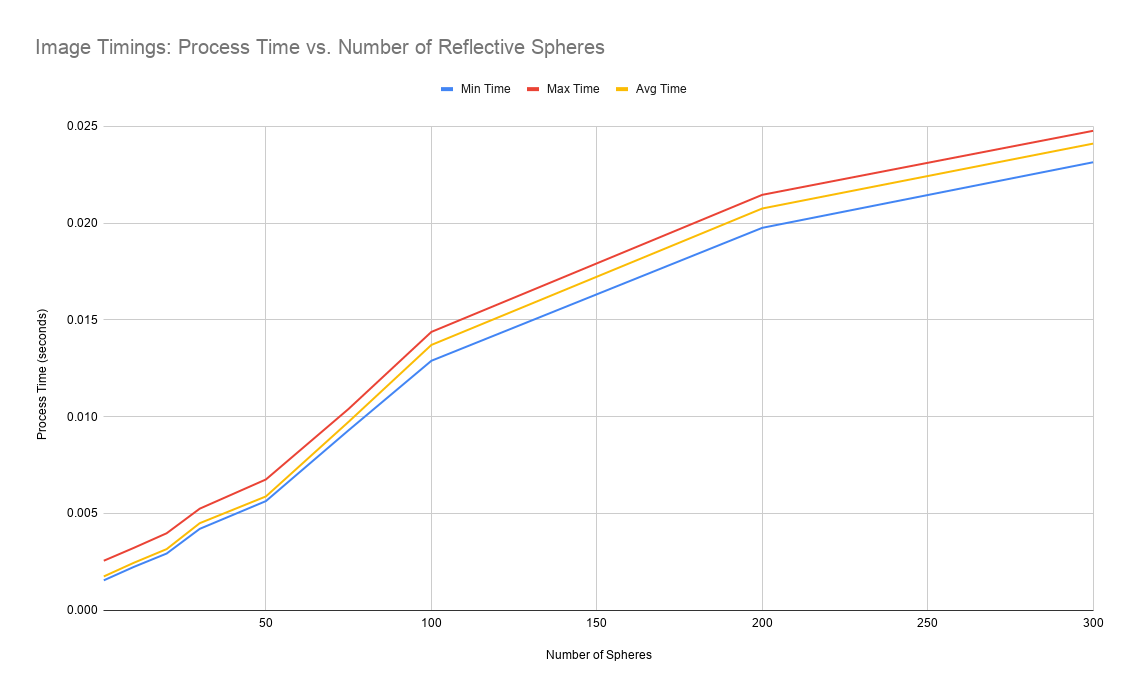 Image Timings: Process Time vs. Number of Reflective Spheres
Min Time Max Time Avg Time
0.025
0.020
0.015
0.010
0.005
0.000
Process Time (seconds)
50 100 150 200 250 300
Number of Spheres